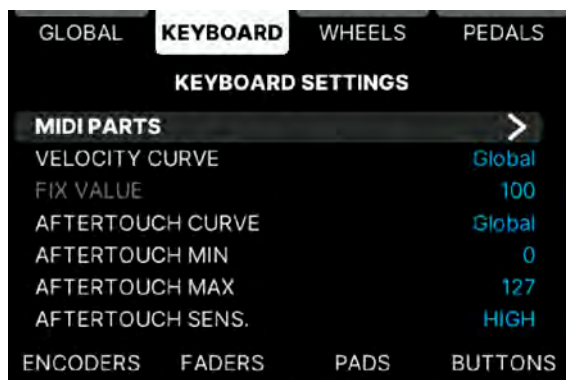 GLOBAL KEYBOARD WHEELS PEDALS
KEYBOARD SETTINGS
MIDI PARTS >
VELOCITY CURVE Global
FIX VALUE 100
AFTERTOUCH CURVE Global
AFTERTOUCH MIN 0
AFTERTOUCH MAX 127
AFTERTOUCH SENS. HIGH
ENCODERS FADERS PADS BUTTONS